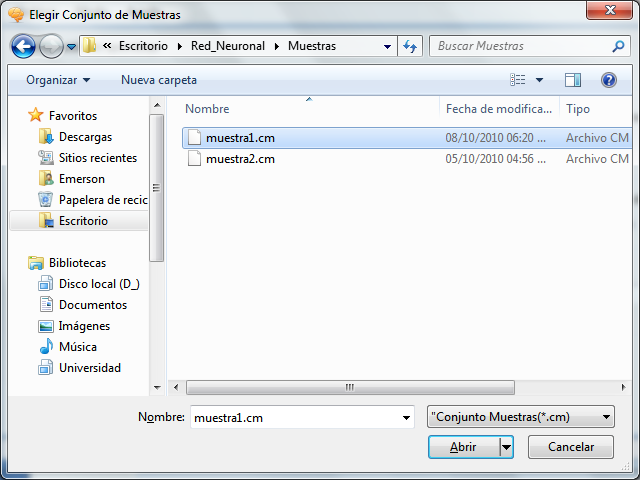 Elegir Conjunto de Muestras
« Escritorio ▸ Red_Neuronal ▸ Muestras
Buscar Muestras
Organizar
Nueva carpeta
Favoritos
Descargas
Sitios recientes
Emerson
Papelera de recic
Escritorio
Bibliotecas
Disco local (D_)
Documentos
Imágenes
Música
Universidad
Nombre Fecha de modifica... Tipo
muestra1.cm 08/10/2010 06:20 ... Archivo CM
muestra2.cm 05/10/2010 04:56 ... Archivo CM
Nombre: muestra1.cm
"Conjunto Muestras(*.cm)
Abrir
Cancelar